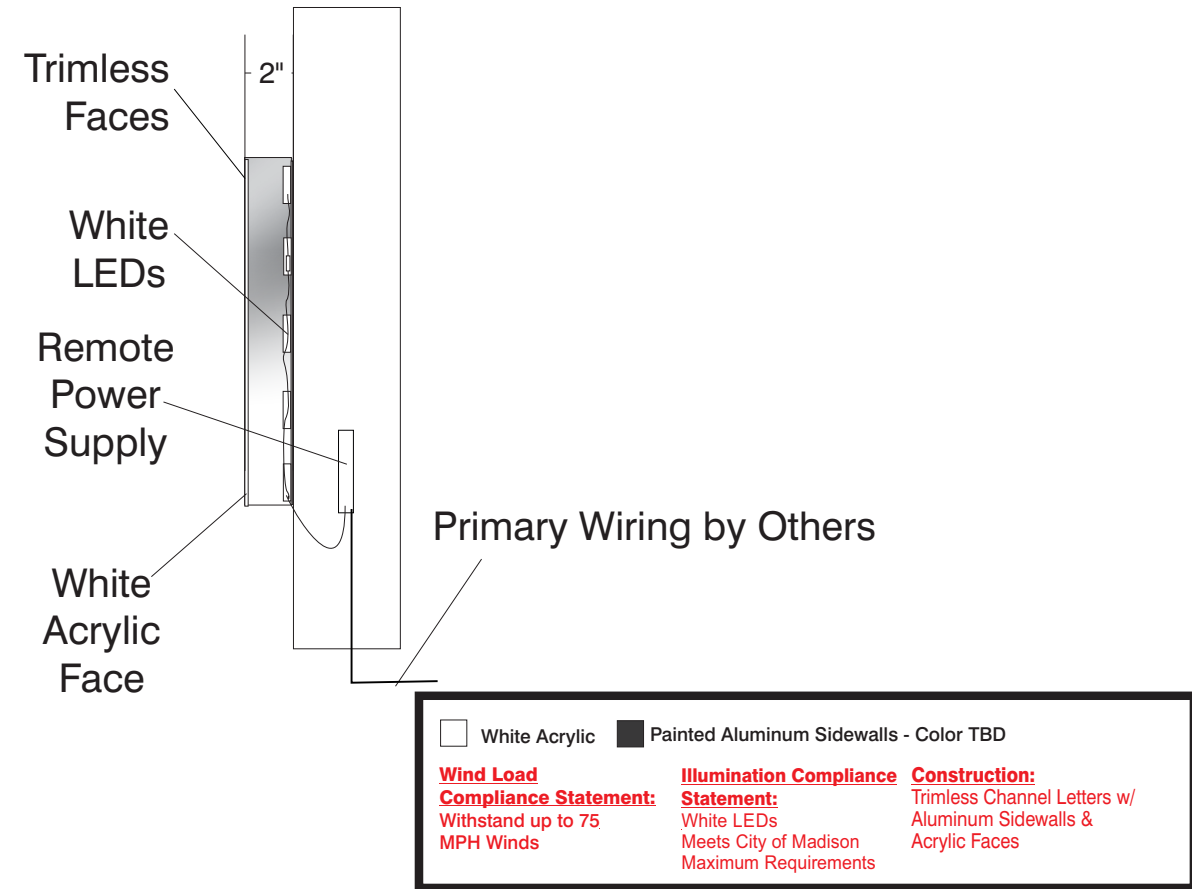 Trimless
Faces
2"
White
LEDs
Remote
Power
Supply
Primary Wiring by Others
White
Acrylic
Face
White Acrylic
Painted Aluminum Sidewalls - Color TBD
Wind Load
Compliance Statement:
Withstand up to 75
MPH Winds
Illumination Compliance
Statement:
White LEDs
Meets City of Madison
Maximum Requirements
Construction:
Trimless Channel Letters w/
Aluminum Sidewalls &
Acrylic Faces